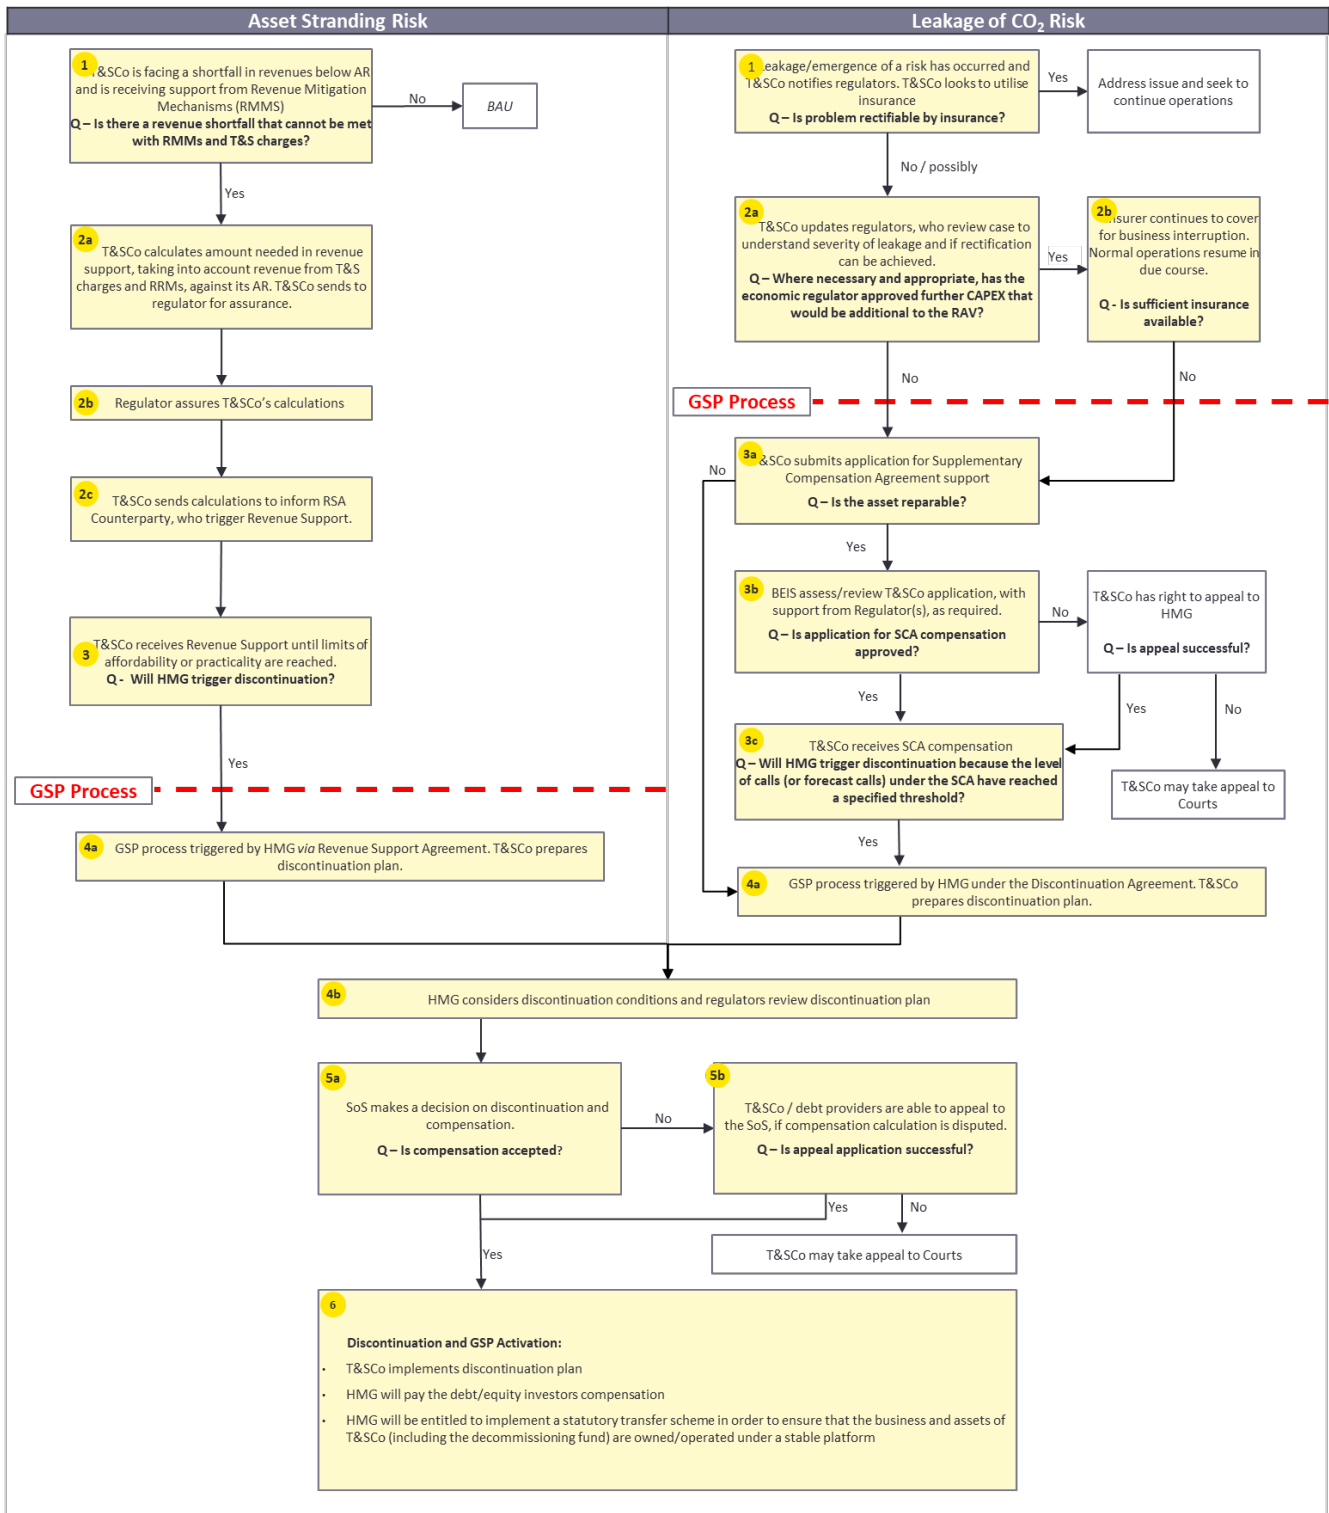 Asset Stranding Risk
Leakage of CO2 Risk
1
T&SCo is facing a shortfall in revenues below AR
and is receiving support from Revenue Mitigation
Mechanisms (RMMS)
Q – Is there a revenue shortfall that cannot be met
with RMMs and T&S charges?
No
BAU
Yes
2a
T&SCo calculates amount needed in revenue
support, taking into account revenue from T&S
charges and RRMs, against its AR. T&SCo sends to
regulator for assurance.
2b
Regulator assures T&SCo's calculations
2c
T&SCo sends calculations to inform RSA
Counterparty, who trigger Revenue Support.
3
T&SCo receives Revenue Support until limits of
affordability or practicality are reached.
Q - Will HMG trigger discontinuation?
Yes
GSP Process
4a
GSP process triggered by HMG via Revenue Support Agreement. T&SCo prepares
discontinuation plan.
1
Leakage/emergence of a risk has occurred and
T&SCo notifies regulators. T&SCo looks to utilise
insurance
Q – Is problem rectifiable by insurance?
Yes
Address issue and seek to
continue operations
No / possibly
2a
T&SCo updates regulators, who review case to
understand severity of leakage and if rectification
can be achieved.
Q – Where necessary and appropriate, has the
economic regulator approved further CAPEX that
would be additional to the RAV?
Yes
2b
Insurer continues to cover
for business interruption.
Normal operations resume in
due course.
Q - Is sufficient insurance
available?
No
No
GSP Process
3a
T&SCo submits application for Supplementary
Compensation Agreement support
Q – Is the asset reparable?
No
Yes
3b
BEIS assess/review T&SCo application, with
support from Regulator(s), as required.
Q – Is application for SCA compensation
approved?
No
T&SCo has right to appeal to
HMG
Q – Is appeal successful?
Yes
Yes
No
3c
T&SCo receives SCA compensation
Q – Will HMG trigger discontinuation because the level
of calls (or forecast calls) under the SCA have reached
a specified threshold?
T&SCo may take appeal to
Courts
Yes
4a
GSP process triggered by HMG under the Discontinuation Agreement. T&SCo
prepares discontinuation plan.
4b
HMG considers discontinuation conditions and regulators review discontinuation plan
5a
SoS makes a decision on discontinuation and
compensation.
Q – Is compensation accepted?
No
5b
T&SCo / debt providers are able to appeal to
the SoS, if compensation calculation is disputed.
Q – Is appeal application successful?
Yes
No
T&SCo may take appeal to Courts
Yes
6
Discontinuation and GSP Activation:
• T&SCo implements discontinuation plan
• HMG will pay the debt/equity investors compensation
• HMG will be entitled to implement a statutory transfer scheme in order to ensure that the business and assets of
T&SCo (including the decommissioning fund) are owned/operated under a stable platform